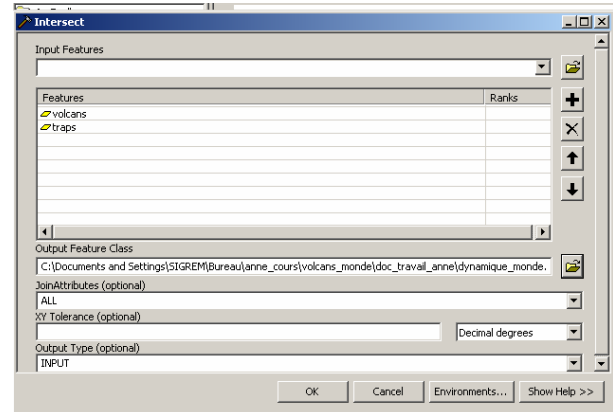 Intersect
Input Features
Features Ranks
volcans
traps
Output Feature Class
C:\Documents and Settings\SIGREM\Bureau\anne_cours\volcans_monde\doc_travail_anne\dynamique_monde.
JoinAttributes (optional)
ALL
XY Tolerance (optional)
Decimal degrees
Output Type (optional)
INPUT
OK Cancel Environments... Show Help >>